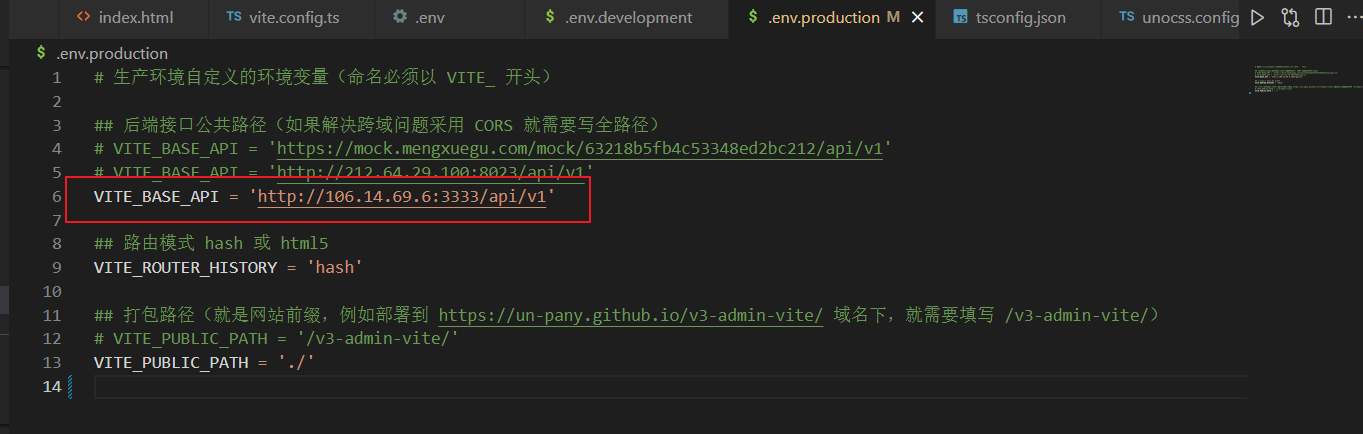 index.html TS vite.config.ts .env $ .env.development $ .env.production M TS tsconfig.json TS unocss.config
$ .env.production
1 # 生产环境自定义的环境变量（命名必须以 VITE_ 开头）
2
3 ## 后端接口公共路径（如果解决跨域问题采用 CORS 就需要写全路径）
4 # VITE_BASE_API = 'https://mock.mengxuegu.com/mock/63218b5fb4c53348ed2bc212/api/v1'
5 # VITE_BASE_API = 'http://212.64.29.100:8023/api/v1'
6 VITE_BASE_API = 'http://106.14.69.6:3333/api/v1'
7
8 ## 路由模式 hash 或 html5
9 VITE_ROUTER_HISTORY = 'hash'
10
11 ## 打包路径（就是网站前缀，例如部署到 https://un-pany.github.io/v3-admin-vite/ 域名下，就需要填写 /v3-admin-vite/）
12 # VITE_PUBLIC_PATH = '/v3-admin-vite/'
13 VITE_PUBLIC_PATH = './'
14